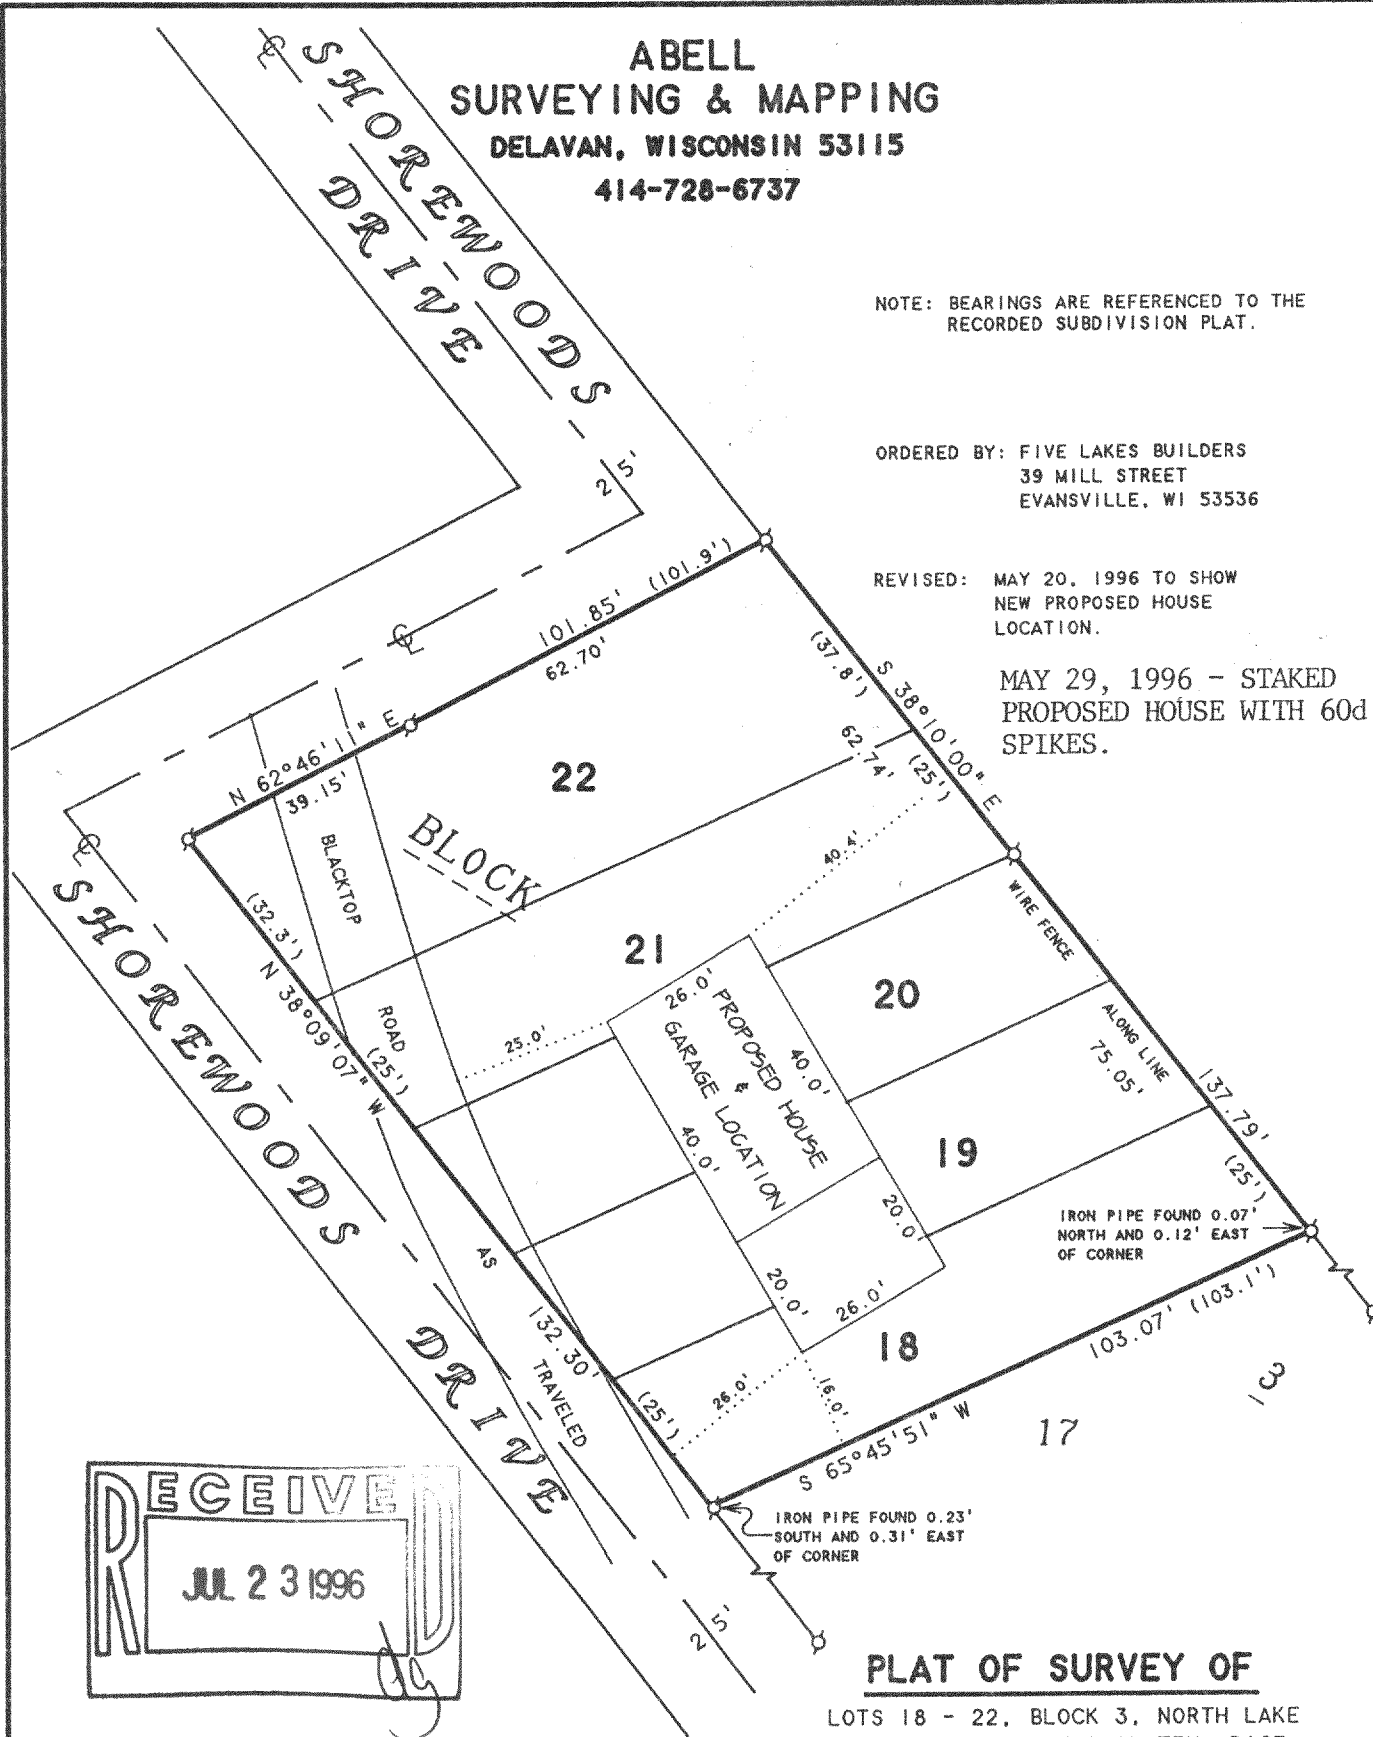 ABELL
SURVEYING & MAPPING
DELAVAN, WISCONSIN 53115
414-728-6737
℄
SHOREWOODS
DRIVE
NOTE: BEARINGS ARE REFERENCED TO THE
RECORDED SUBDIVISION PLAT.
ORDERED BY: FIVE LAKES BUILDERS
39 MILL STREET
EVANSVILLE, WI 53536
REVISED: MAY 20, 1996 TO SHOW
NEW PROPOSED HOUSE
LOCATION.
MAY 29, 1996 - STAKED
PROPOSED HOUSE WITH 60d
SPIKES.
25'
℄
101.85' (101.9')
62.70'
N 62°46'11" E
39.15'
(37.8')
S 38°10'00" E
62.74'
(25')
22
BLOCK
BLACKTOP
℄
SHOREWOODS
DRIVE
(32.3')
N 38°09'07" W
ROAD
(25')
21
40.4'
25.0'
26.0'
PROPOSED HOUSE
&
GARAGE LOCATION
40.0'
40.0'
20
WIRE FENCE
ALONG LINE
75.05'
137.79'
(25')
19
20.0'
20.0'
26.0'
IRON PIPE FOUND 0.07'
NORTH AND 0.12' EAST
OF CORNER
AS
132.30'
TRAVELED
(25')
26.0'
16.0'
18
103.07' (103.1')
S 65°45'51" W
17
3
IRON PIPE FOUND 0.23'
SOUTH AND 0.31' EAST
OF CORNER
25'
RECEIVED
JUL 23 1996
PLAT OF SURVEY OF
LOTS 18 - 22, BLOCK 3, NORTH LAKE